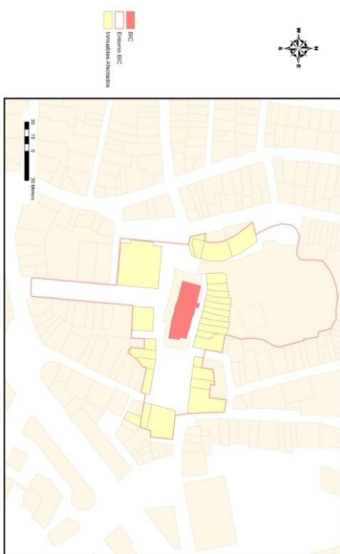 N
W E
S
BIC
Entorno BIC
Inmuebles Afectados
30 15 0 30 Meters